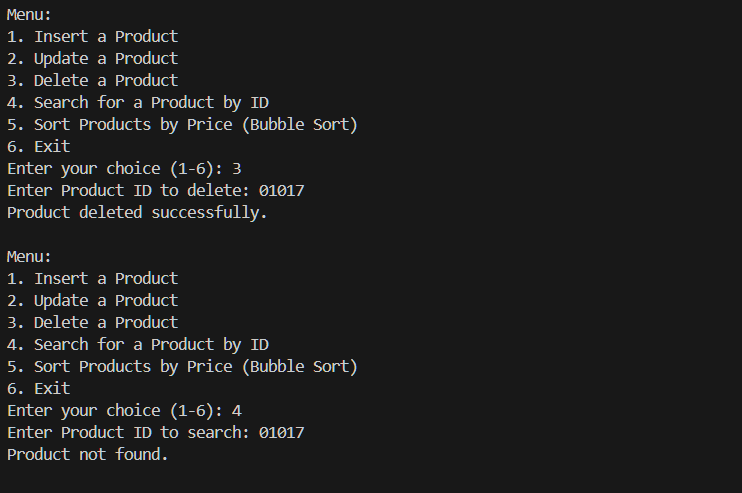 Menu:
1. Insert a Product
2. Update a Product
3. Delete a Product
4. Search for a Product by ID
5. Sort Products by Price (Bubble Sort)
6. Exit
Enter your choice (1-6): 3
Enter Product ID to delete: 01017
Product deleted successfully.

Menu:
1. Insert a Product
2. Update a Product
3. Delete a Product
4. Search for a Product by ID
5. Sort Products by Price (Bubble Sort)
6. Exit
Enter your choice (1-6): 4
Enter Product ID to search: 01017
Product not found.